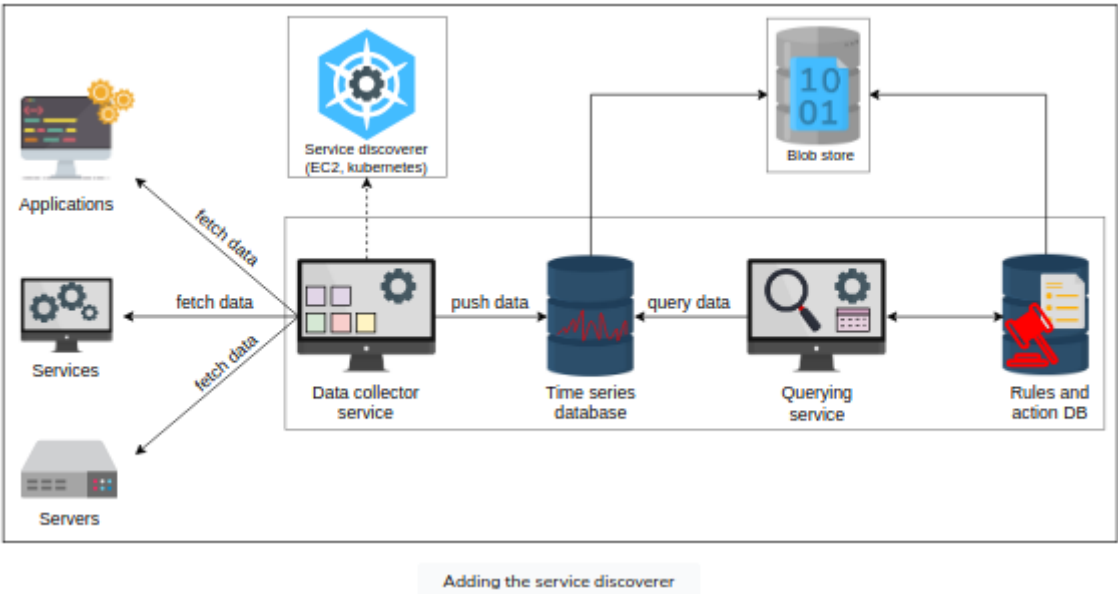 Service discoverer
(EC2, kubernetes)
10
01
Blob store
Applications
fetch data
fetch data
fetch data
push data
query data
Services
Data collector
service
Time series
database
Querying
service
Rules and
action DB
Servers
Adding the service discoverer